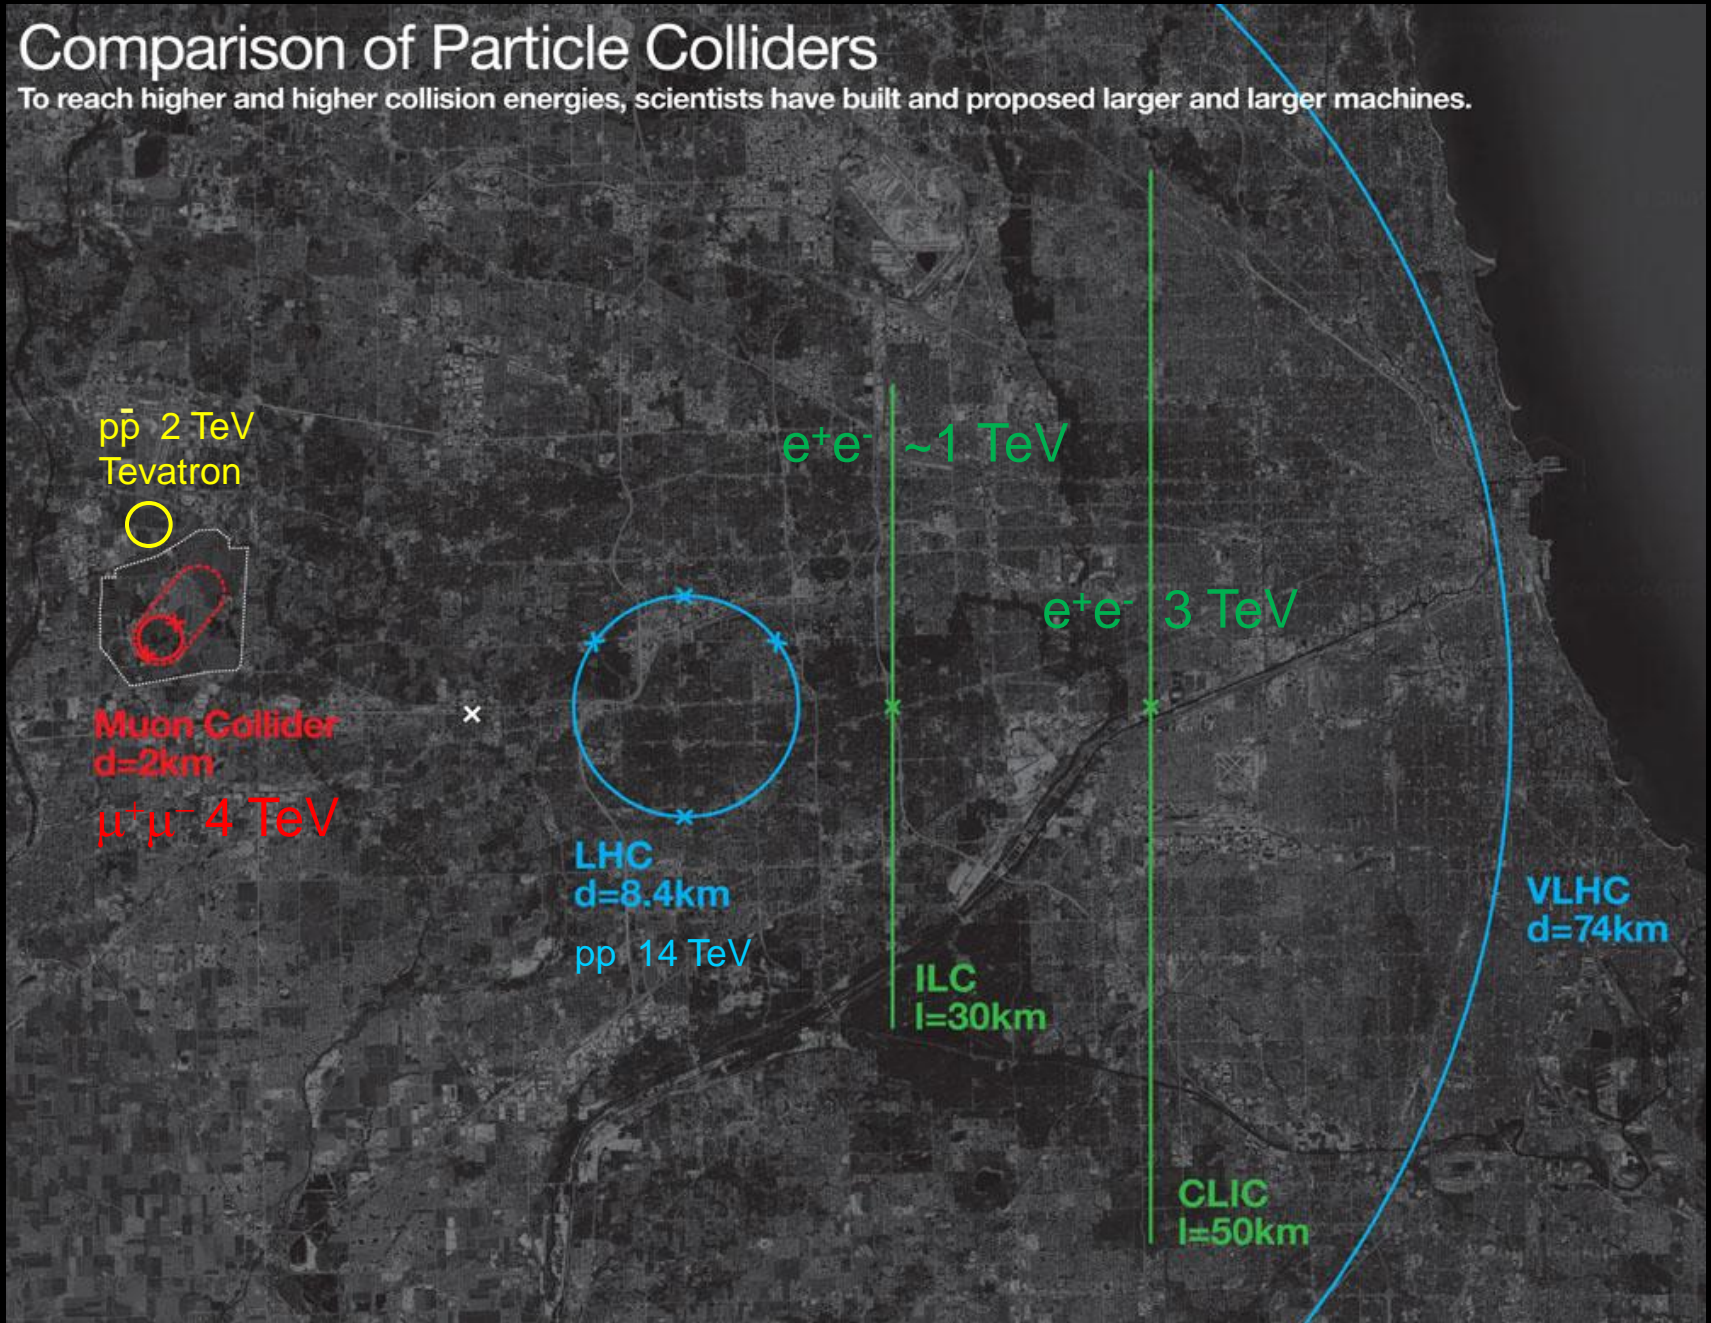 Comparison of Particle Colliders
To reach higher and higher collision energies, scientists have built and proposed larger and larger machines.
pp̄ 2 TeV
Tevatron
e⁺e⁻ ~1 TeV
e⁺e⁻ 3 TeV
Muon Collider
d=2km
μ⁺μ⁻ 4 TeV
LHC
d=8.4km
pp 14 TeV
VLHC
d=74km
ILC
l=30km
CLIC
l=50km